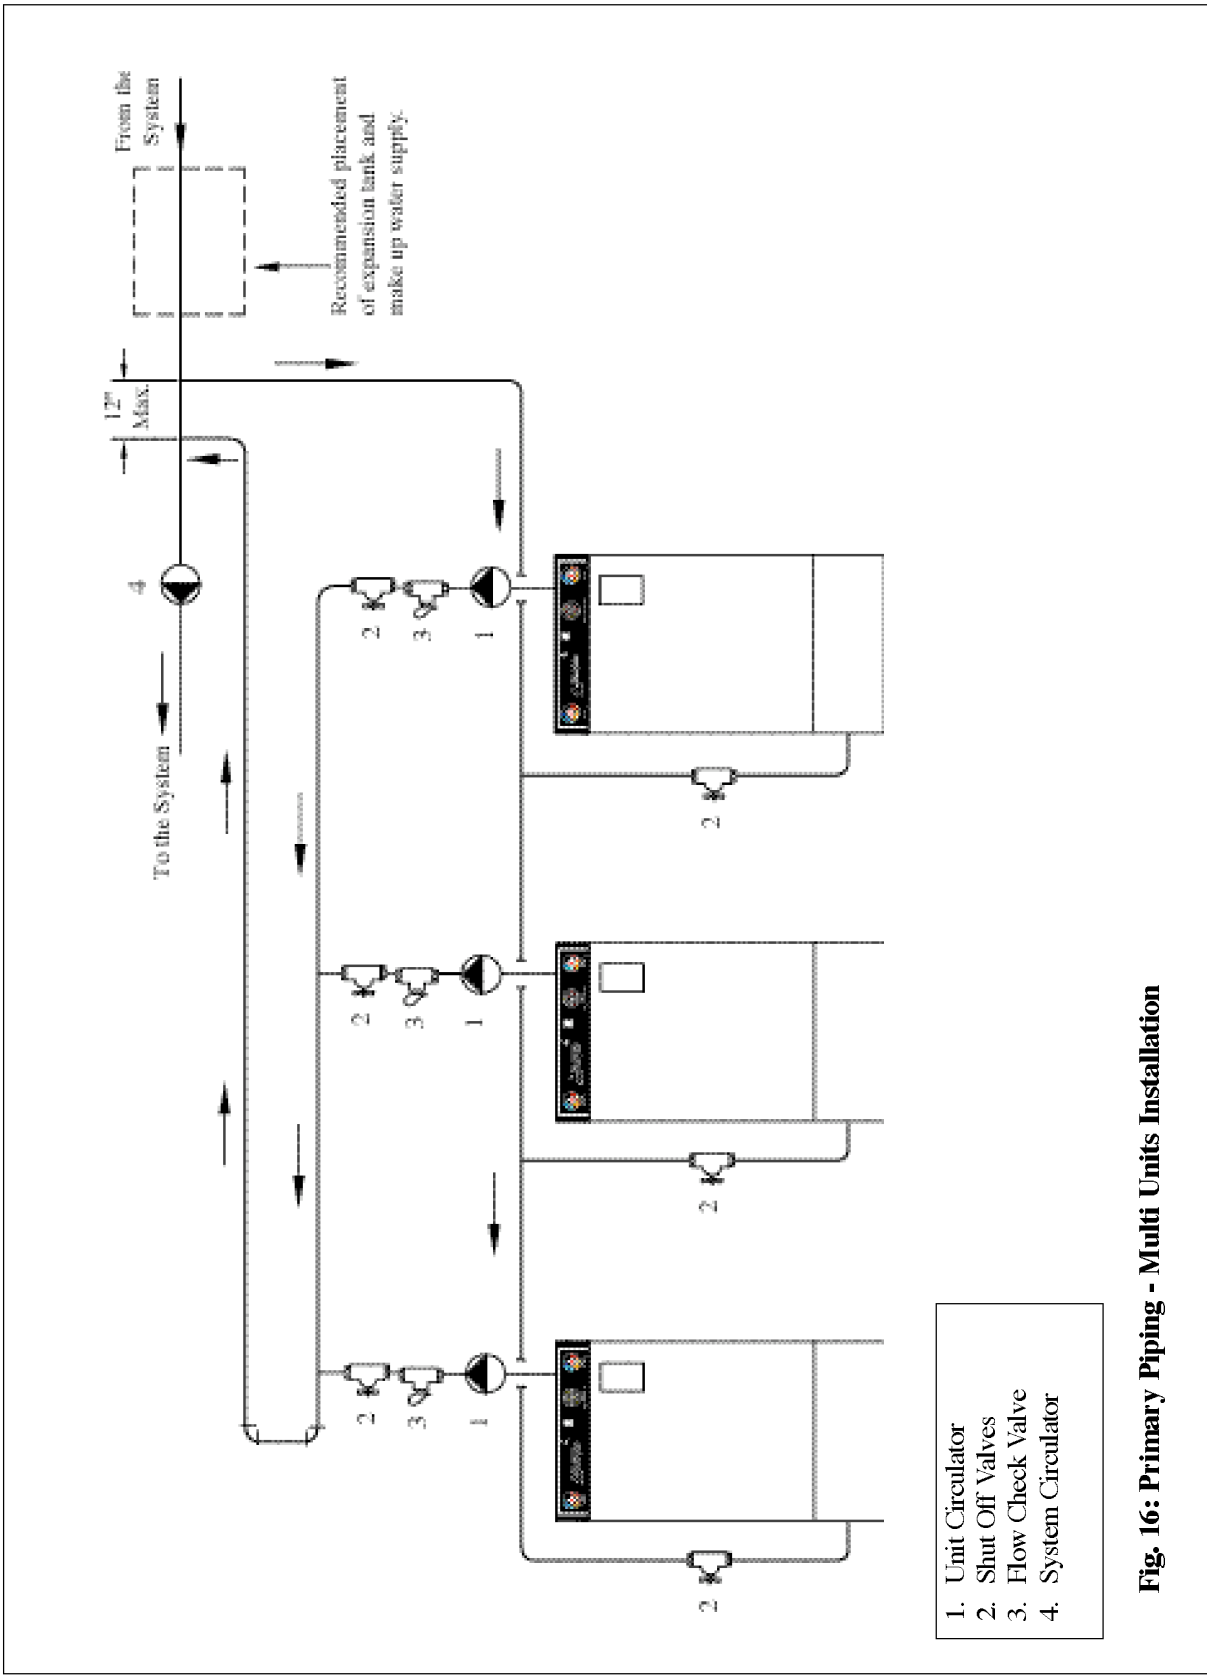 From the
System
12"
Max.
Recommended placement
of expansion tank and
make up water supply.
4
To the System
2
3
1
2
3
1
2
3
1
2
2
2
1. Unit Circulator
2. Shut Off Valves
3. Flow Check Valve
4. System Circulator
Fig. 16: Primary Piping - Multi Units Installation